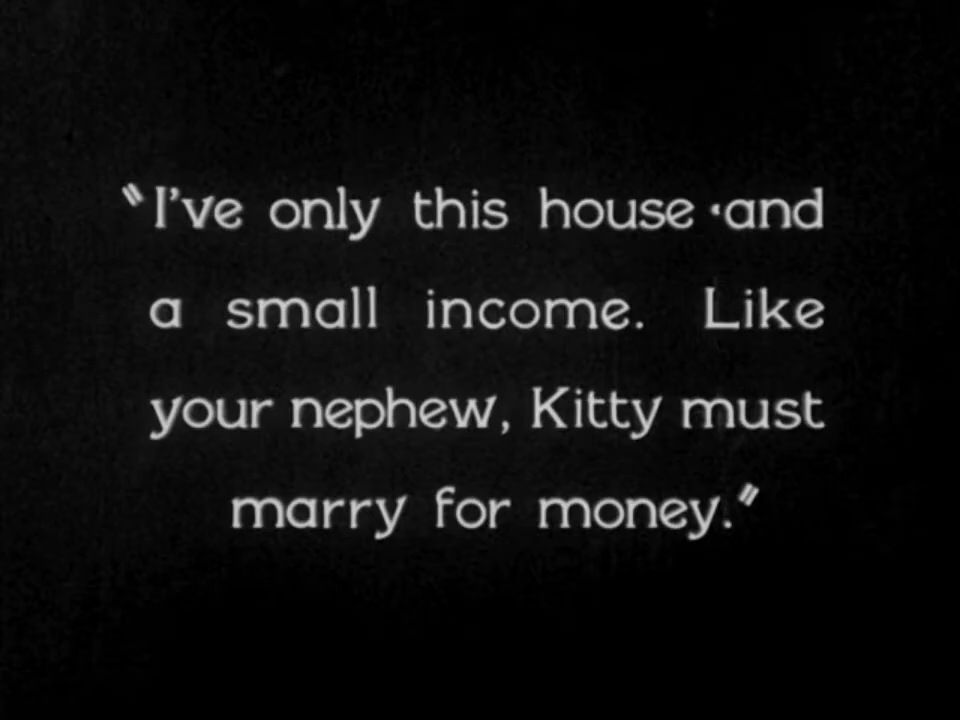 "I've only this house and
a small income. Like
your nephew, Kitty must
marry for money."